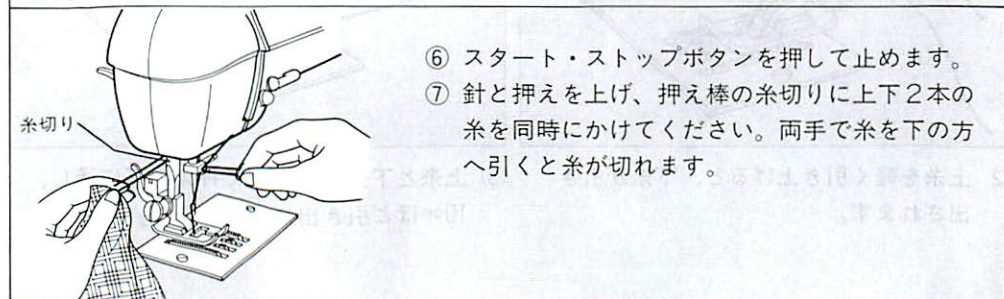 糸切り
⑥ スタート・ストップボタンを押して止めます。
⑦ 針と押えを上げ、押え棒の糸切りに上下2本の
糸を同時にかけてください。両手で糸を下の方
へ引くと糸が切れます。